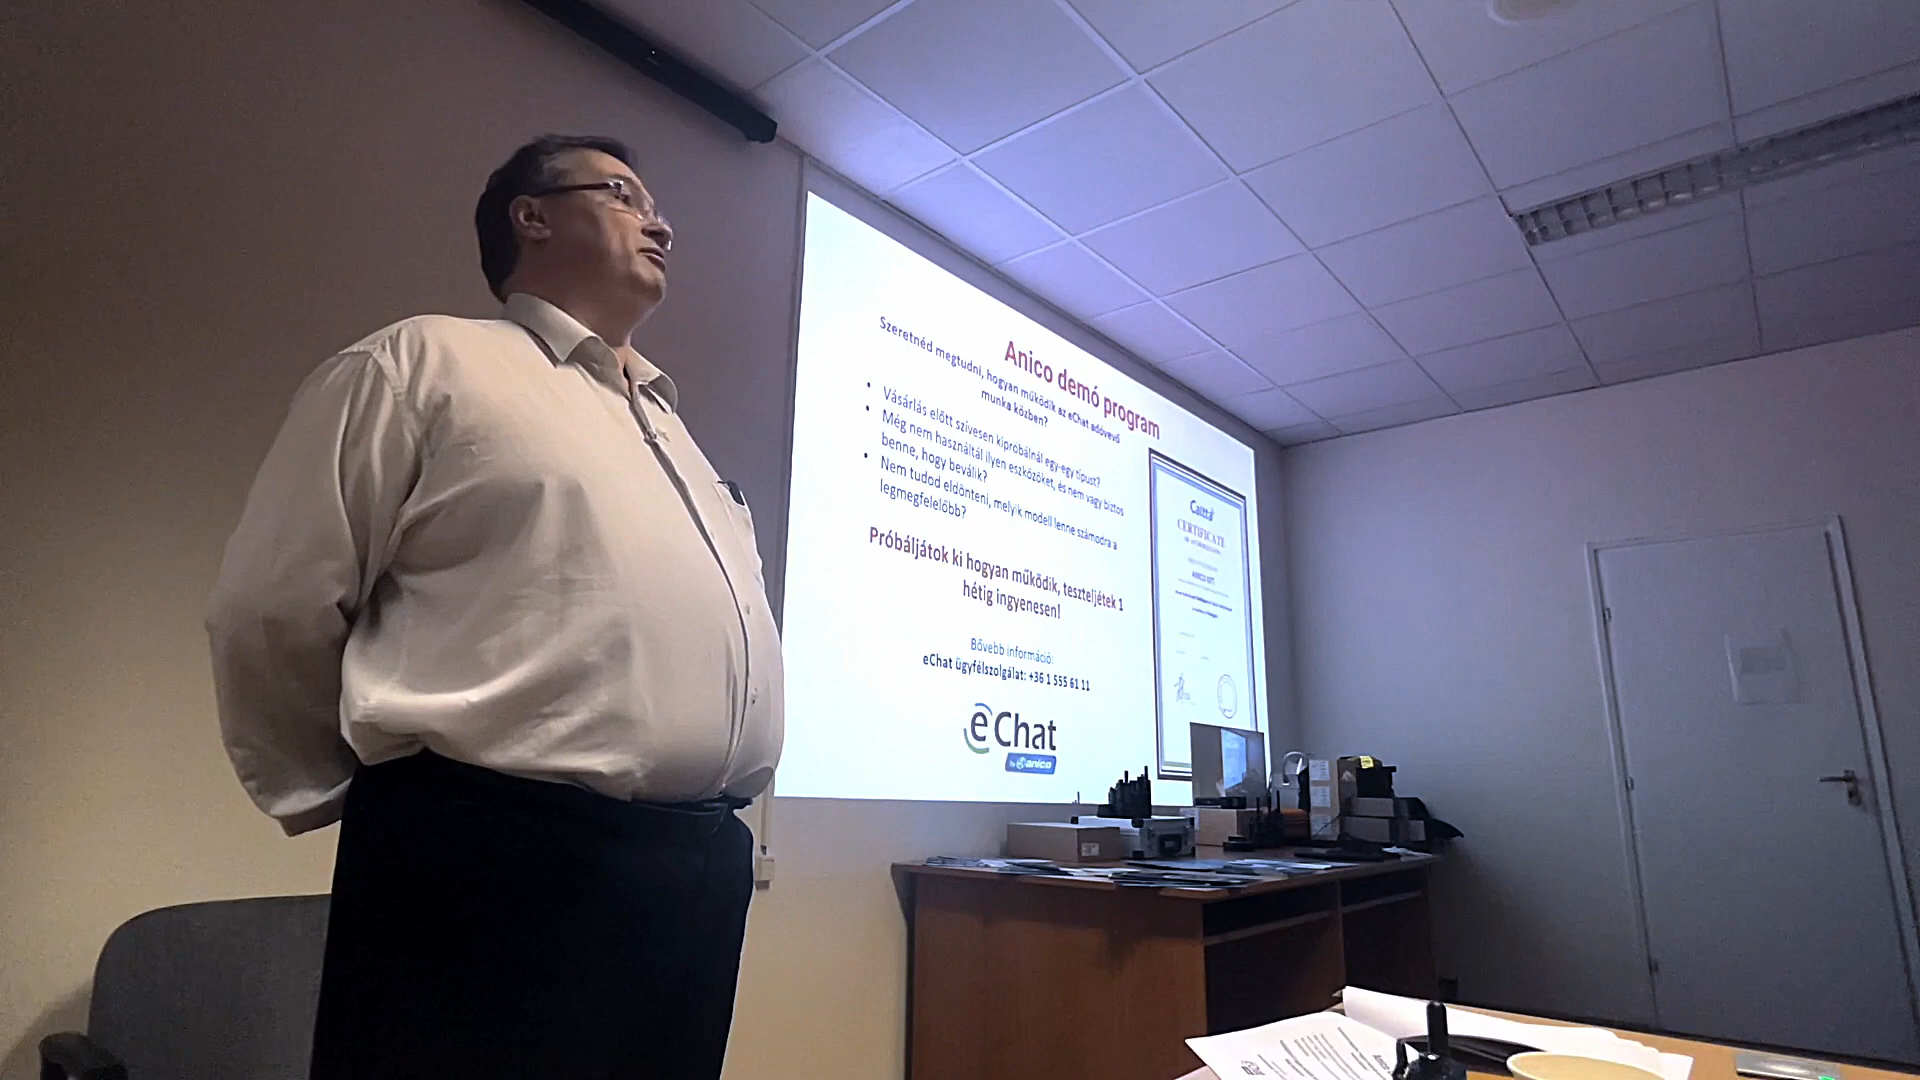 Anico demó program
Szeretnéd megtudni, hogyan működik az eChat adóvevő
munka közben?
• Vásárlás előtt szívesen kipróbálnál egy-egy típust?
• Még nem használtál ilyen eszközöket, és nem vagy biztos
benne, hogy beválik?
• Nem tudod eldönteni, melyik modell lenne számodra a
legmegfelelőbb?
Próbáljátok ki hogyan működik, teszteljétek 1
hétig ingyenesen!
Bővebb információ:
eChat ügyfélszolgálat: +36 1 555 61 11
eChat
by anico
Caltta
CERTIFICATE
ANICO KFT